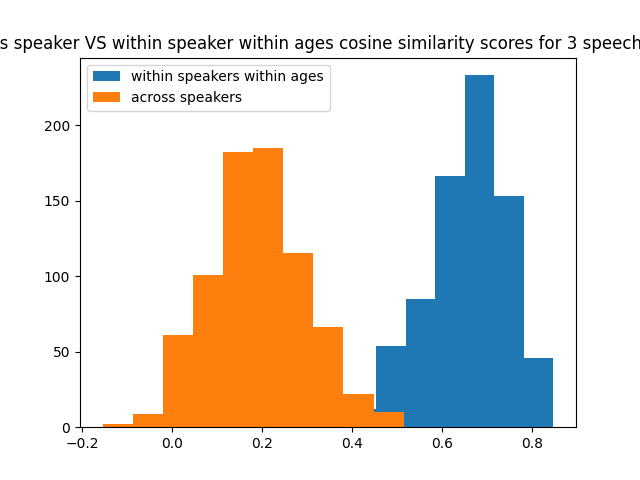 s speaker VS within speaker within ages cosine similarity scores for 3 speech
within speakers within ages
across speakers
200
150
100
50
0
−0.2 0.0 0.2 0.4 0.6 0.8